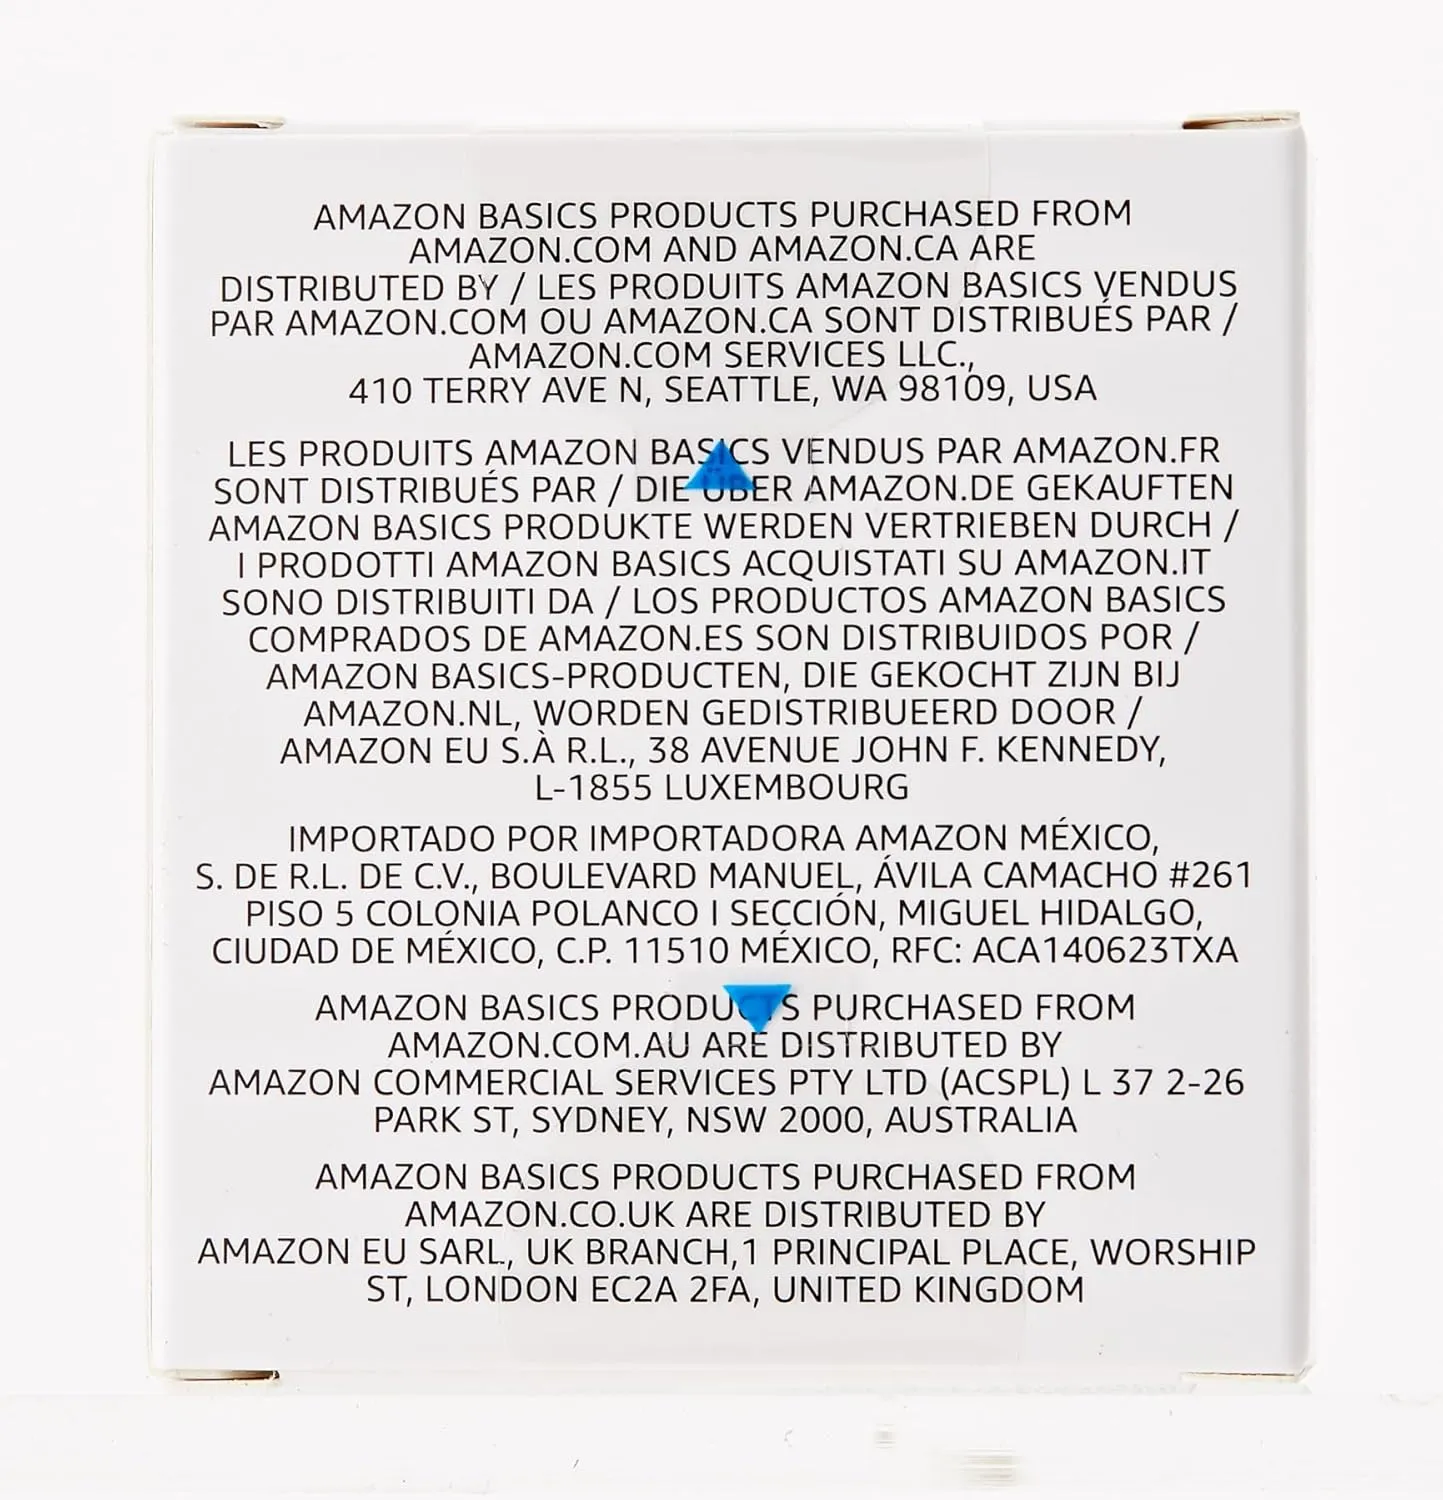 AMAZON BASICS PRODUCTS PURCHASED FROM
AMAZON.COM AND AMAZON.CA ARE
DISTRIBUTED BY / LES PRODUITS AMAZON BASICS VENDUS
PAR AMAZON.COM OU AMAZON.CA SONT DISTRIBUÉS PAR /
AMAZON.COM SERVICES LLC.,
410 TERRY AVE N, SEATTLE, WA 98109, USA
LES PRODUITS AMAZON BASICS VENDUS PAR AMAZON.FR
SONT DISTRIBUÉS PAR / DIE ÜBER AMAZON.DE GEKAUFTEN
AMAZON BASICS PRODUKTE WERDEN VERTRIEBEN DURCH /
I PRODOTTI AMAZON BASICS ACQUISTATI SU AMAZON.IT
SONO DISTRIBUITI DA / LOS PRODUCTOS AMAZON BASICS
COMPRADOS DE AMAZON.ES SON DISTRIBUIDOS POR /
AMAZON BASICS-PRODUCTEN, DIE GEKOCHT ZIJN BIJ
AMAZON.NL, WORDEN GEDISTRIBUEERD DOOR /
AMAZON EU S.À R.L., 38 AVENUE JOHN F. KENNEDY,
L-1855 LUXEMBOURG
IMPORTADO POR IMPORTADORA AMAZON MÉXICO,
S. DE R.L. DE C.V., BOULEVARD MANUEL, ÁVILA CAMACHO #261
PISO 5 COLONIA POLANCO I SECCIÓN, MIGUEL HIDALGO,
CIUDAD DE MÉXICO, C.P. 11510 MÉXICO, RFC: ACA140623TXA
AMAZON BASICS PRODUCTS PURCHASED FROM
AMAZON.COM.AU ARE DISTRIBUTED BY
AMAZON COMMERCIAL SERVICES PTY LTD (ACSPL) L 37 2-26
PARK ST, SYDNEY, NSW 2000, AUSTRALIA
AMAZON BASICS PRODUCTS PURCHASED FROM
AMAZON.CO.UK ARE DISTRIBUTED BY
AMAZON EU SARL, UK BRANCH,1 PRINCIPAL PLACE, WORSHIP
ST, LONDON EC2A 2FA, UNITED KINGDOM